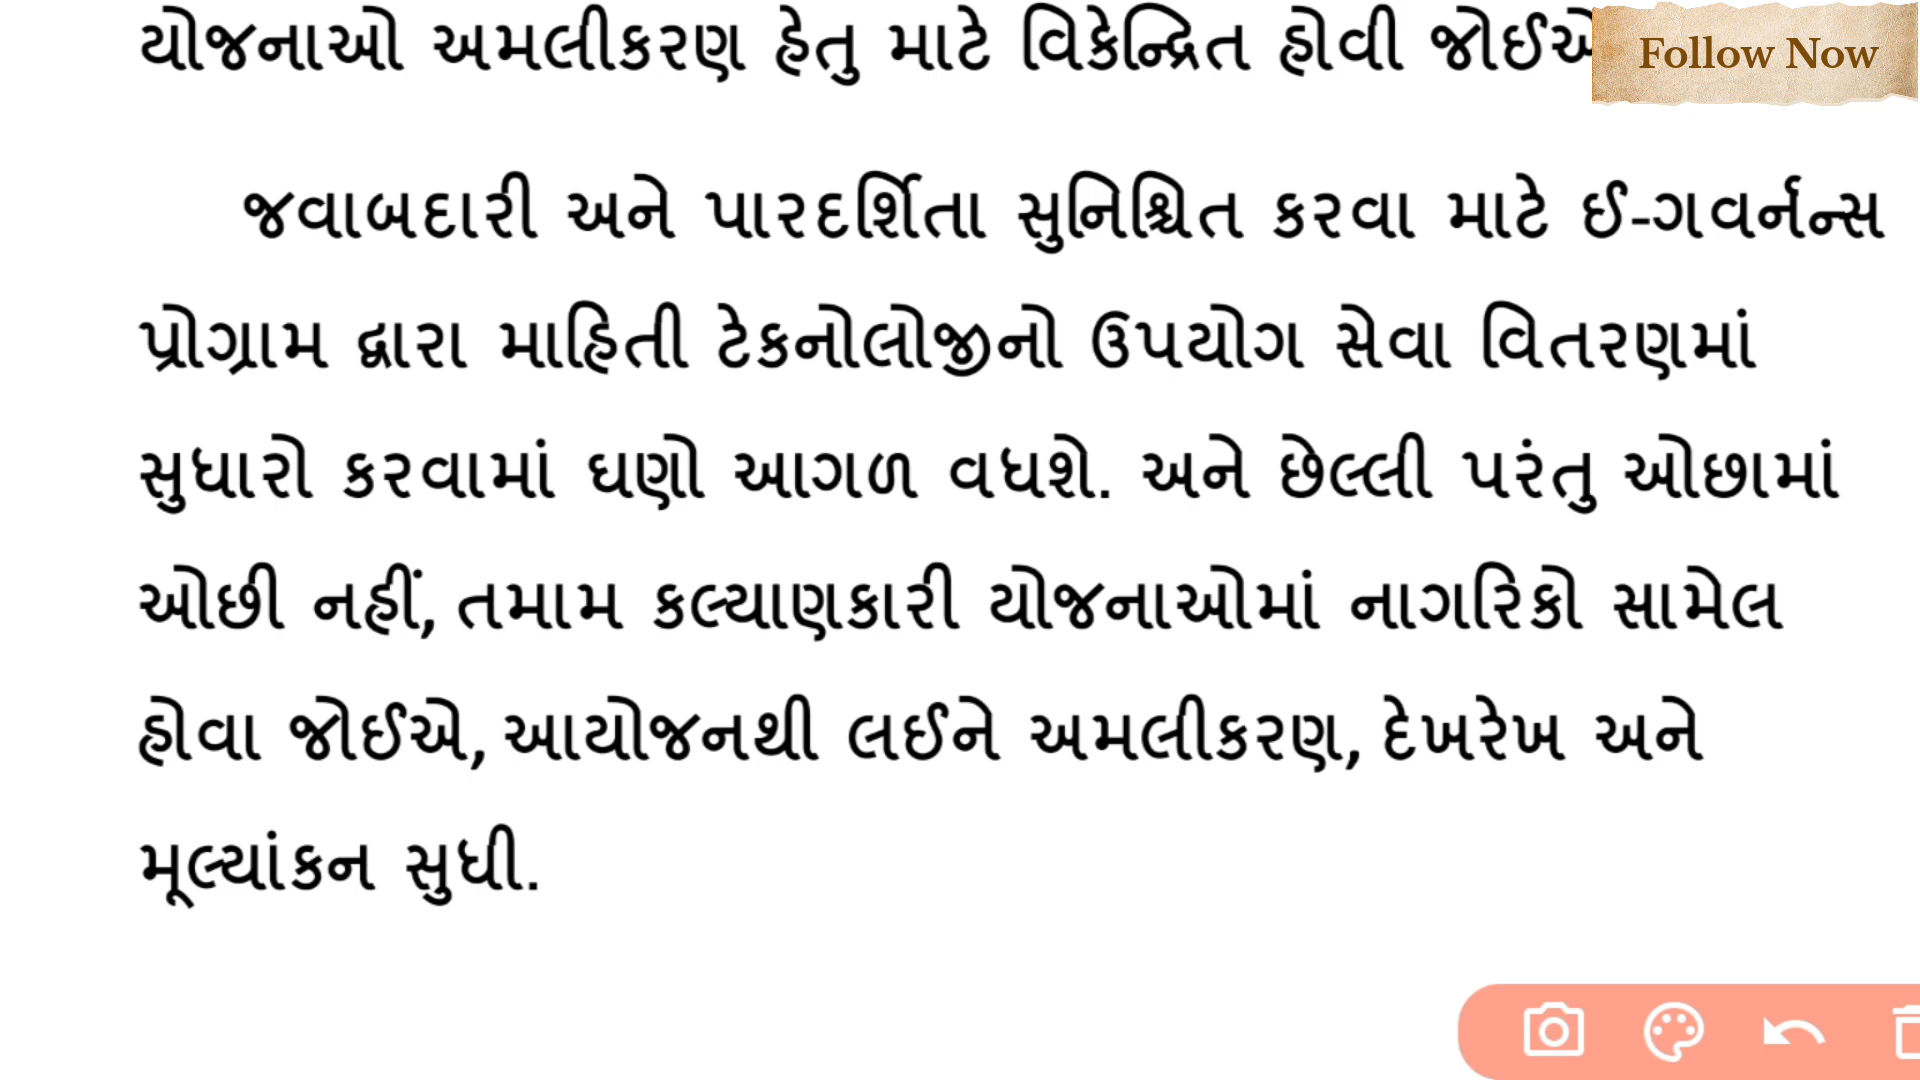 યોજનાઓ અમલીકરણ હેતુ માટે વિકેન્દ્રિત હોવી જોઈએ
Follow Now
જવાબદારી અને પારદર્શિતા સુનિશ્ચિત કરવા માટે ઈ-ગવર્નન્સ
પ્રોગ્રામ દ્વારા માહિતી ટેકનોલોજીનો ઉપયોગ સેવા વિતરણમાં
સુધારો કરવામાં ઘણો આગળ વધશે. અને છેલ્લી પરંતુ ઓછામાં
ઓછી નહીં, તમામ કલ્યાણકારી યોજનાઓમાં નાગરિકો સામેલ
હોવા જોઈએ, આયોજનથી લઈને અમલીકરણ, દેખરેખ અને
મૂલ્યાંકન સુધી.